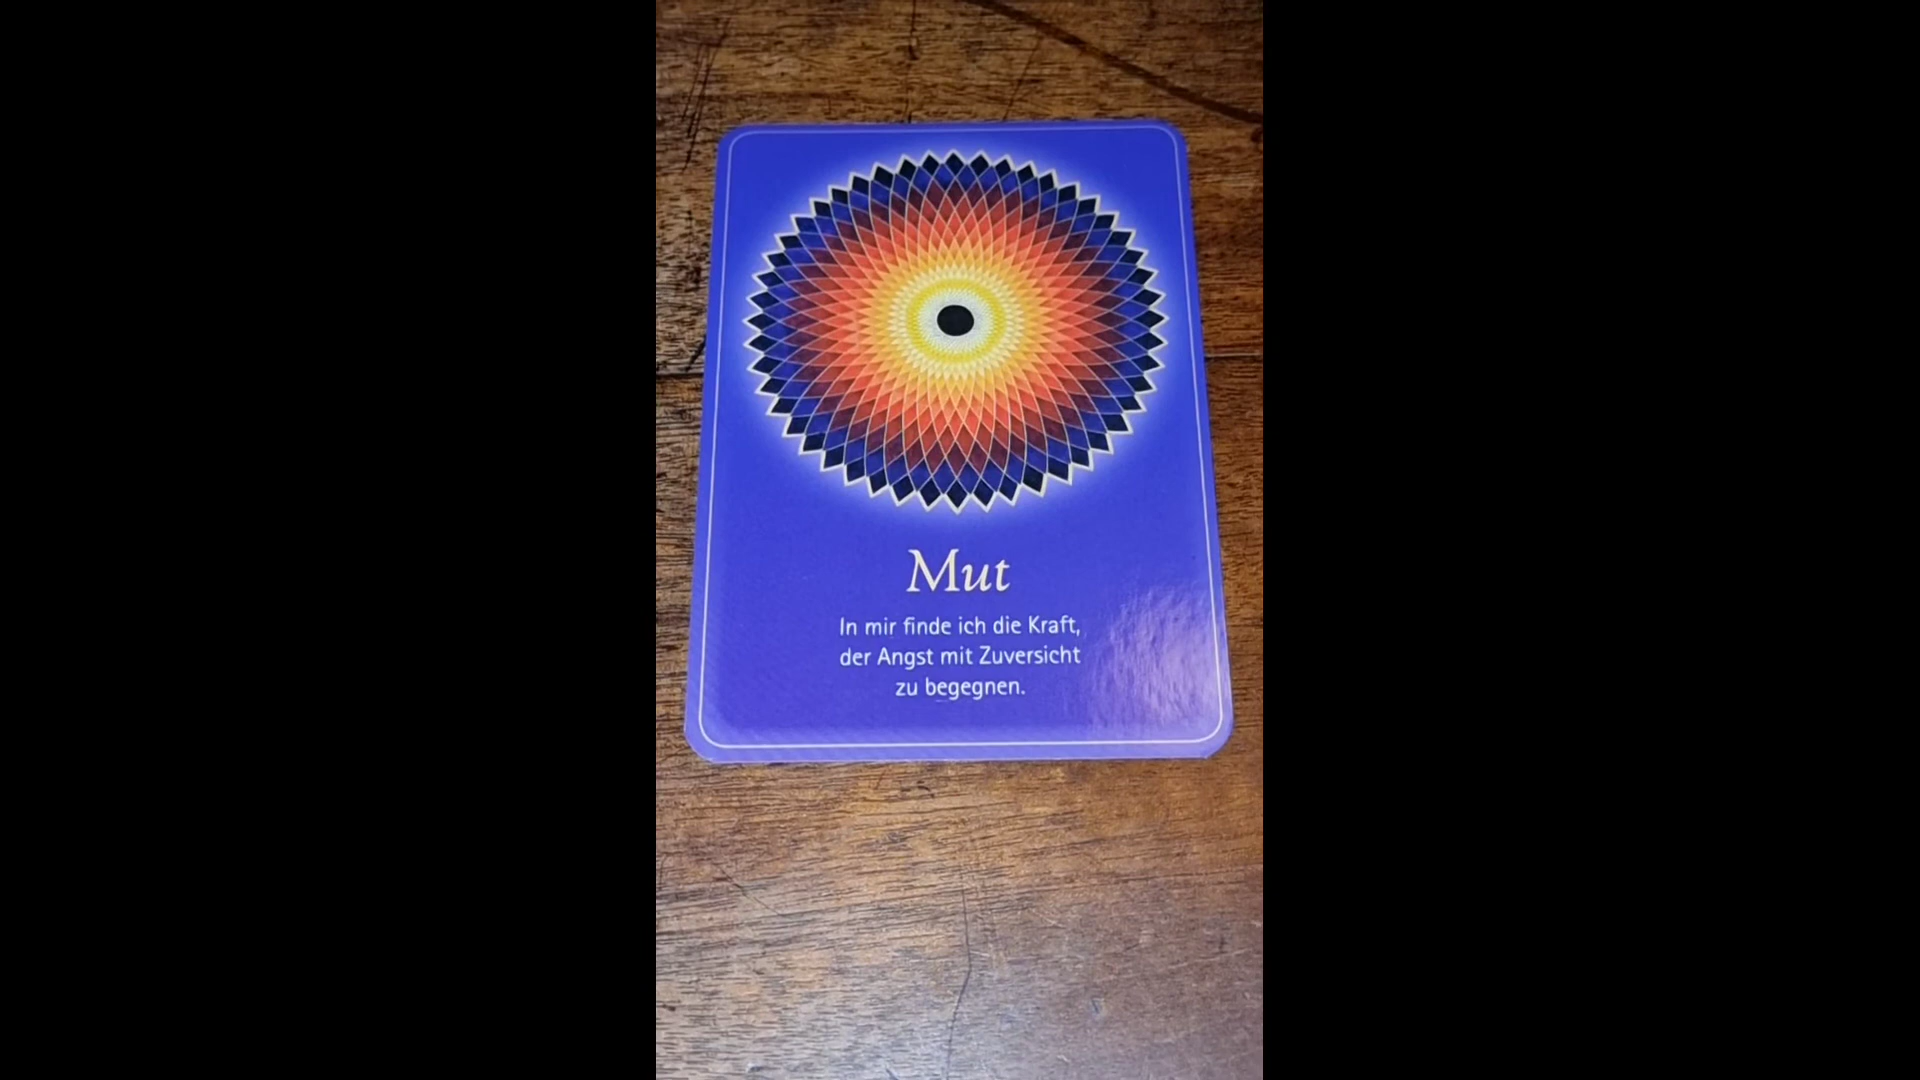 Mut
In mir finde ich die Kraft,
der Angst mit Zuversicht
zu begegnen.